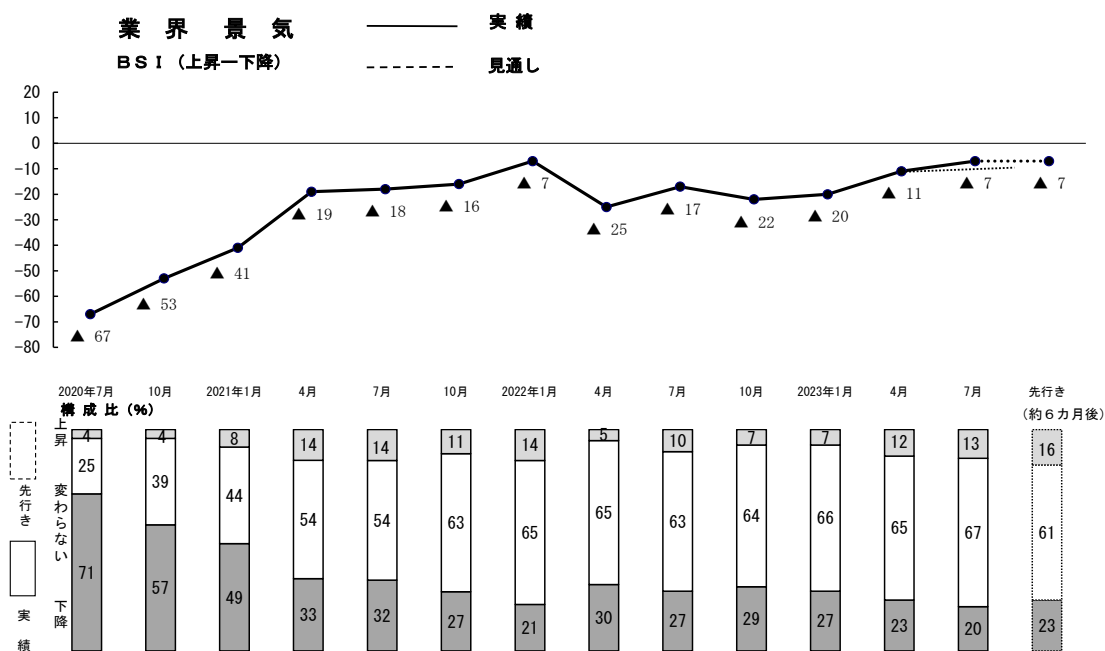 業界景気
実績
BSI（上昇―下降）
見通し
20
10
0
-10
-20
-30
-40
-50
-60
-70
-80
▲ 67
▲ 53
▲ 41
▲ 19
▲ 18
▲ 16
▲ 7
▲ 25
▲ 17
▲ 22
▲ 20
▲ 11
▲ 7
▲ 7
2020年7月 10月 2021年1月 4月 7月 10月 2022年1月 4月 7月 10月 2023年1月 4月 7月 先行き
構成比(%)
(約６カ月後)
上昇
4 4 8 14 14 11 14 5 10 7 7 12 13 16
変わらない
25 39 44 54 54 63 65 65 63 64 66 65 67 61
下降
71 57 49 33 32 27 21 30 27 29 27 23 20 23
先行き
実績